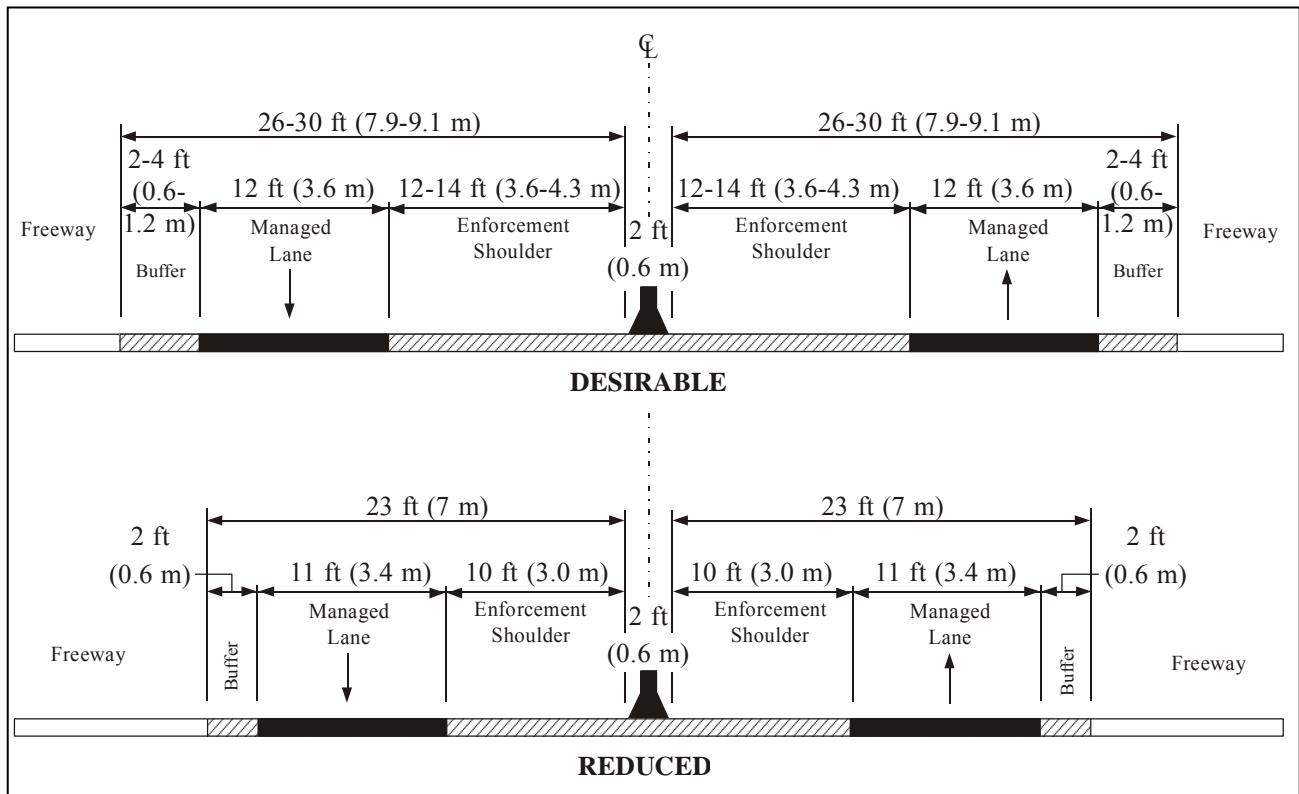 ℄
26-30 ft (7.9-9.1 m)
26-30 ft (7.9-9.1 m)
2-4 ft
(0.6-
1.2 m)
12 ft (3.6 m)
12-14 ft (3.6-4.3 m)
12-14 ft (3.6-4.3 m)
12 ft (3.6 m)
2-4 ft
(0.6-
1.2 m)
Freeway
Buffer
Managed
Lane
Enforcement
Shoulder
2 ft
(0.6 m)
Enforcement
Shoulder
Managed
Lane
Buffer
Freeway
DESIRABLE
23 ft (7 m)
23 ft (7 m)
2 ft
(0.6 m)
11 ft (3.4 m)
10 ft (3.0 m)
10 ft (3.0 m)
11 ft (3.4 m)
2 ft
(0.6 m)
Freeway
Buffer
Managed
Lane
Enforcement
Shoulder
2 ft
(0.6 m)
Enforcement
Shoulder
Managed
Lane
Buffer
Freeway
REDUCED